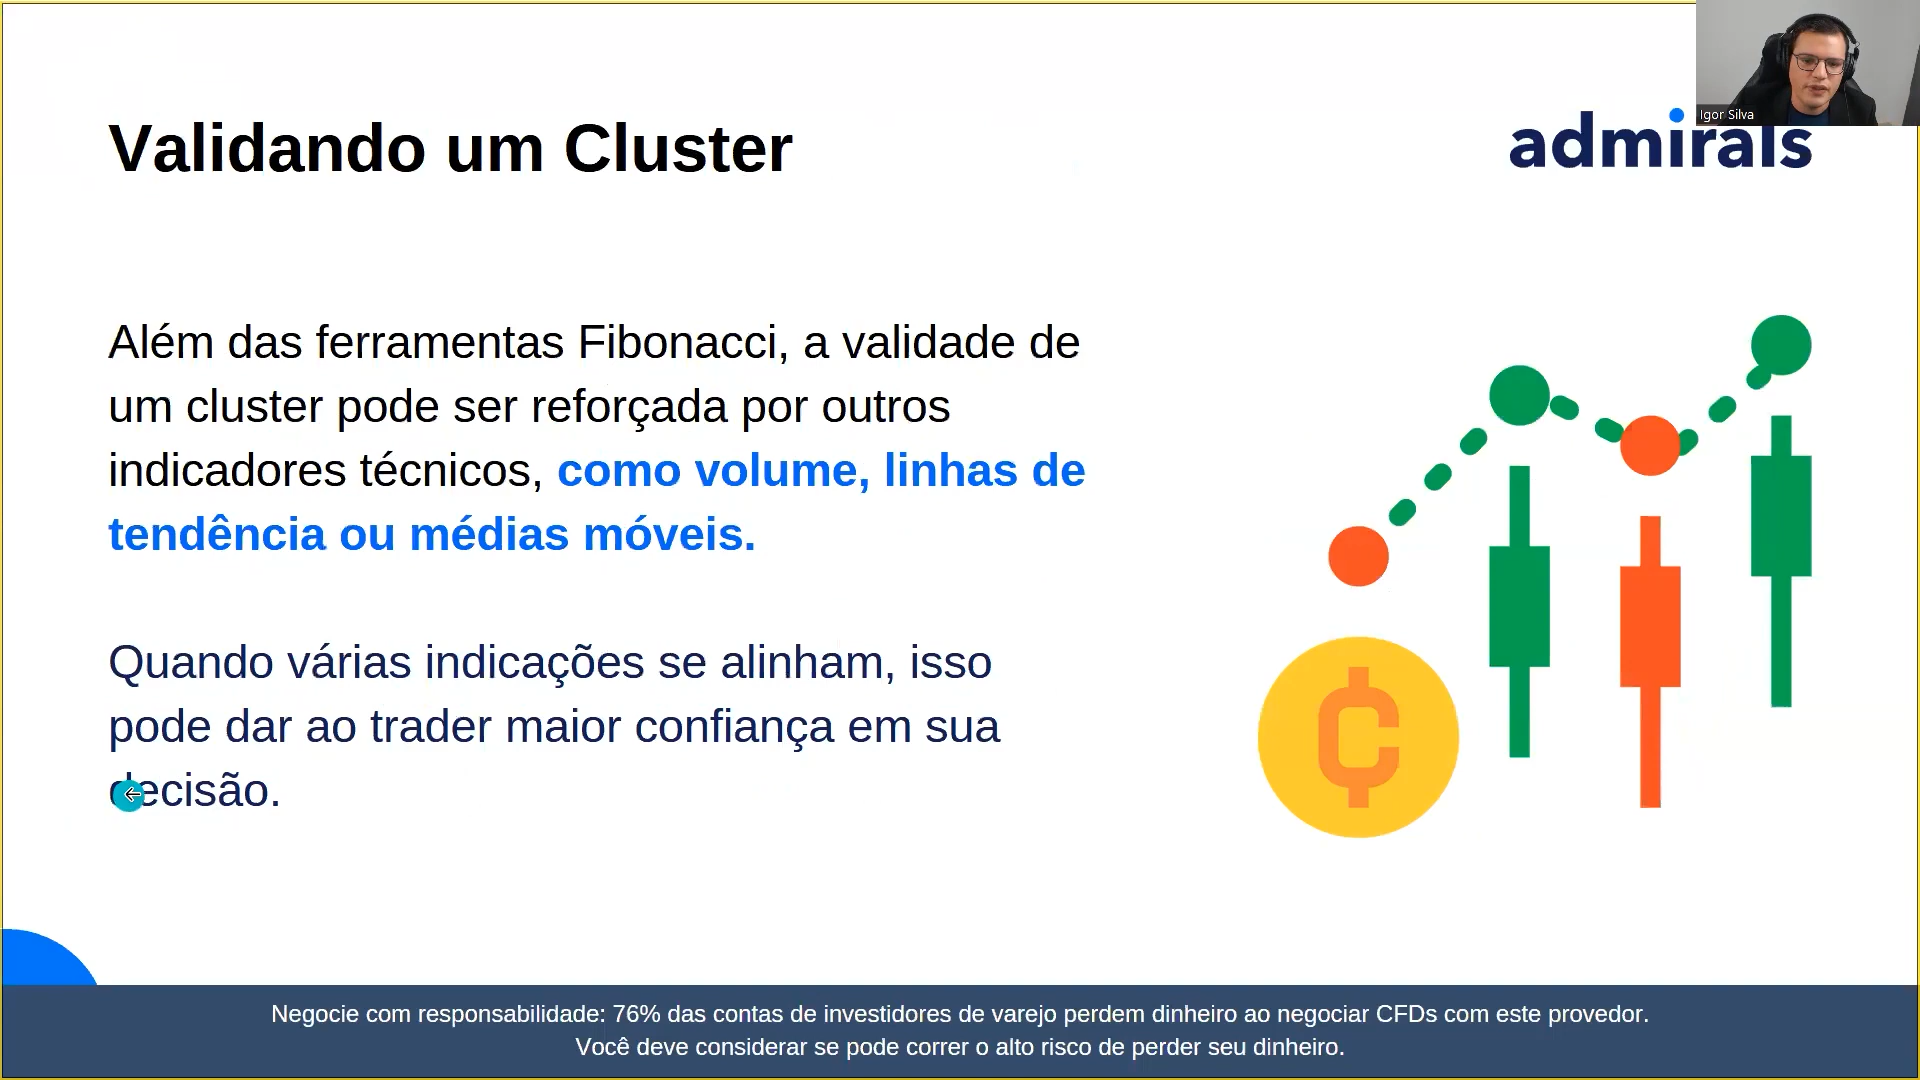 Igor Silva
admirals
Validando um Cluster
Além das ferramentas Fibonacci, a validade de
um cluster pode ser reforçada por outros
indicadores técnicos, como volume, linhas de
tendência ou médias móveis.
Quando várias indicações se alinham, isso
pode dar ao trader maior confiança em sua
decisão.
Negocie com responsabilidade: 76% das contas de investidores de varejo perdem dinheiro ao negociar CFDs com este provedor.
Você deve considerar se pode correr o alto risco de perder seu dinheiro.